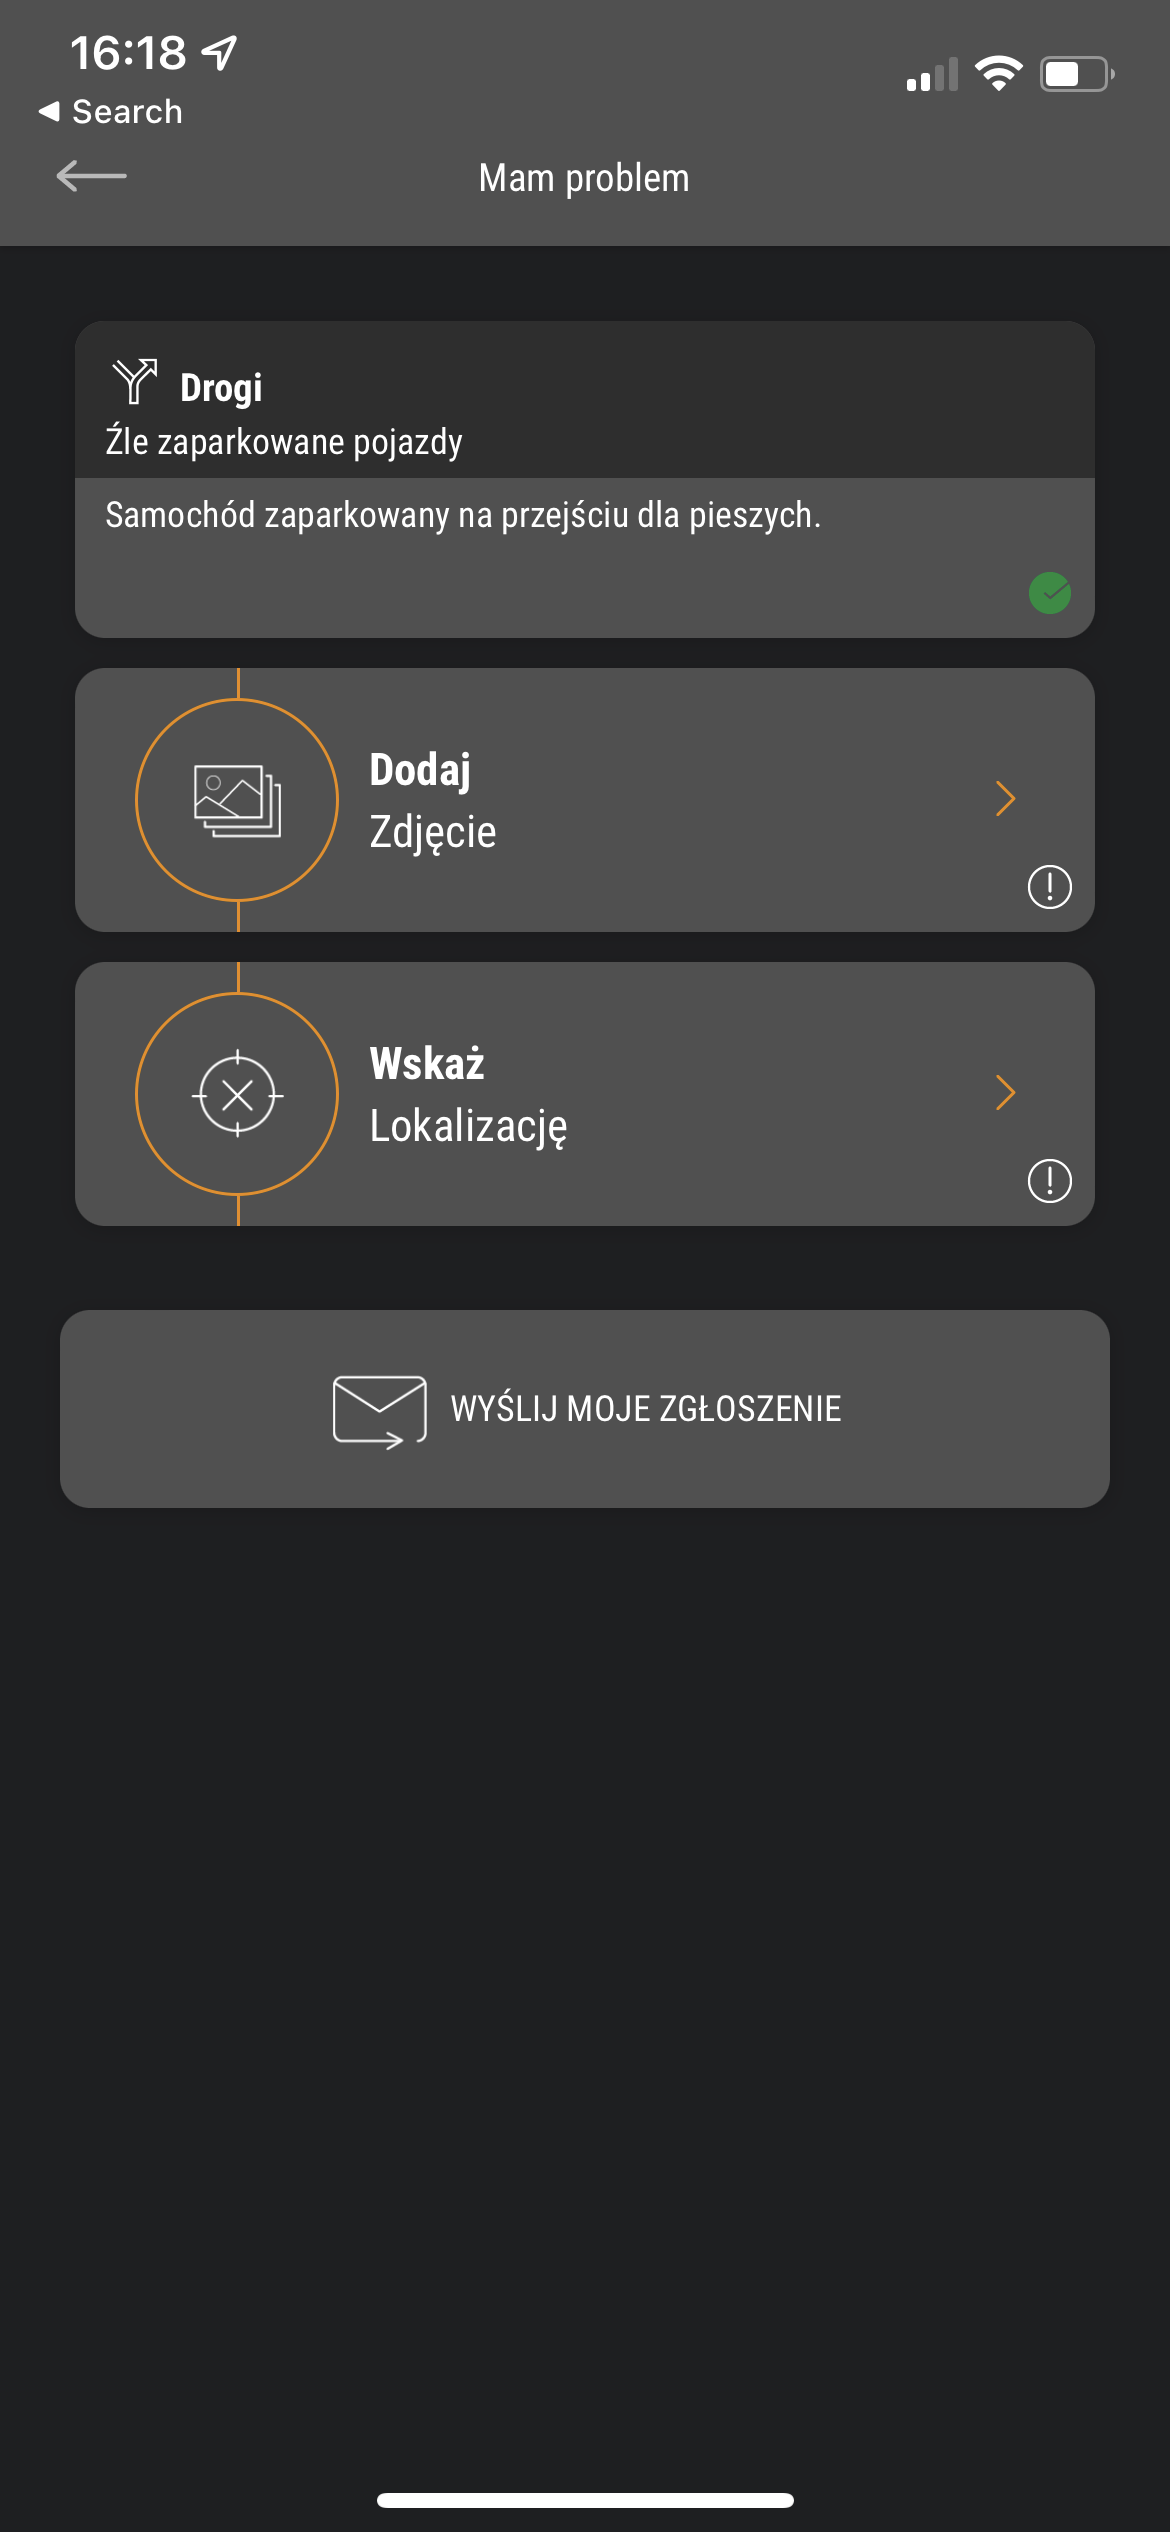 16:18
Search
Mam problem
Drogi
Źle zaparkowane pojazdy
Samochód zaparkowany na przejściu dla pieszych.
Dodaj
Zdjęcie
Wskaż
Lokalizację
WYŚLIJ MOJE ZGŁOSZENIE